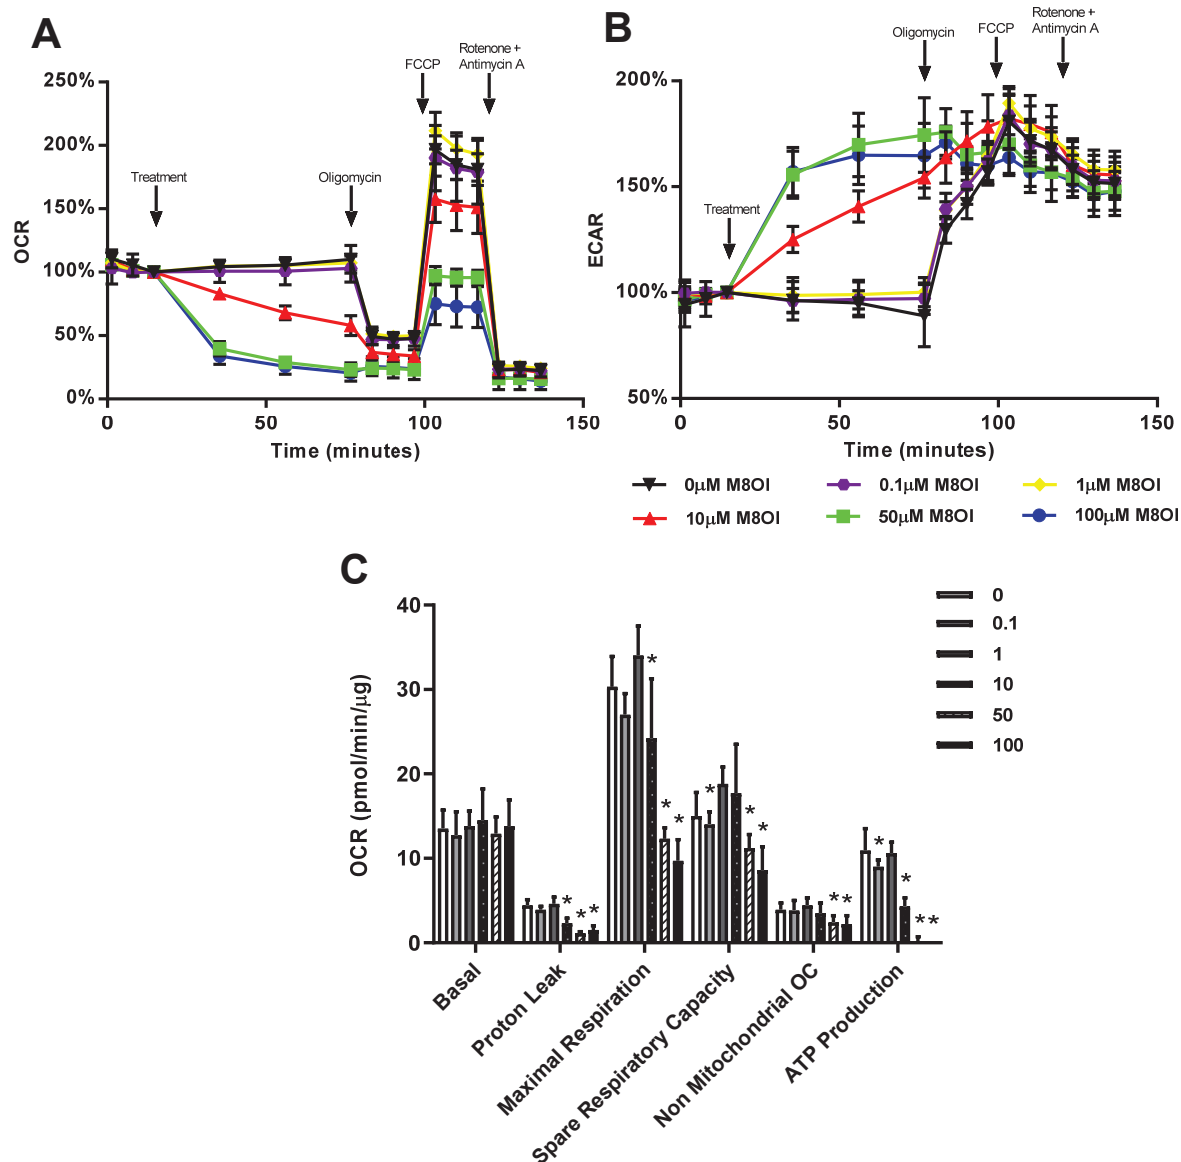 A
OCR
250%
200%
150%
100%
50%
0%
Treatment
Oligomycin
FCCP
Rotenone +
Antimycin A
0
50
100
150
Time (minutes)
B
ECAR
200%
150%
100%
50%
Treatment
Oligomycin
FCCP
Rotenone +
Antimycin A
0
50
100
150
Time (minutes)
0μM M8OI
0.1μM M8OI
1μM M8OI
10μM M8OI
50μM M8OI
100μM M8OI
C
OCR (pmol/min/μg)
40
30
20
10
0
* * *
* * *
* * *
* *
* * * *
Basal
Proton Leak
Maximal Respiration
Spare Respiratory Capacity
Non Mitochondrial OC
ATP Production
0
0.1
1
10
50
100